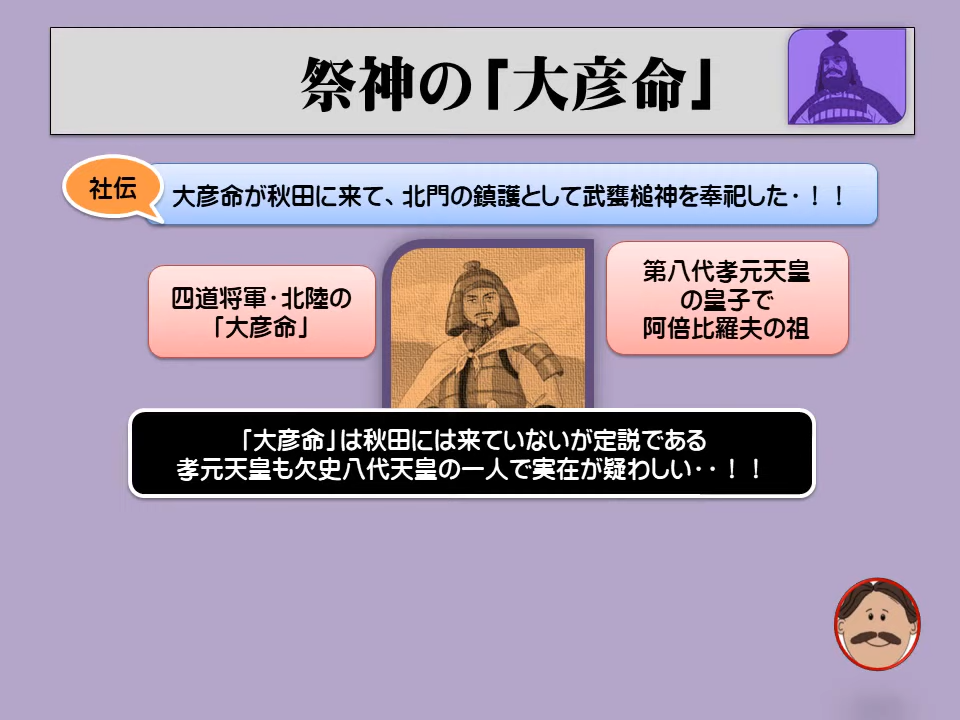 祭神の「大彦命」
社伝
大彦命が秋田に来て、北門の鎮護として武甕槌神を奉祀した・！！
四道将軍・北陸の
「大彦命」
第八代孝元天皇
の皇子で
阿倍比羅夫の祖
「大彦命」は秋田には来ていないが定説である
孝元天皇も欠史八代天皇の一人で実在が疑わしい・・！！